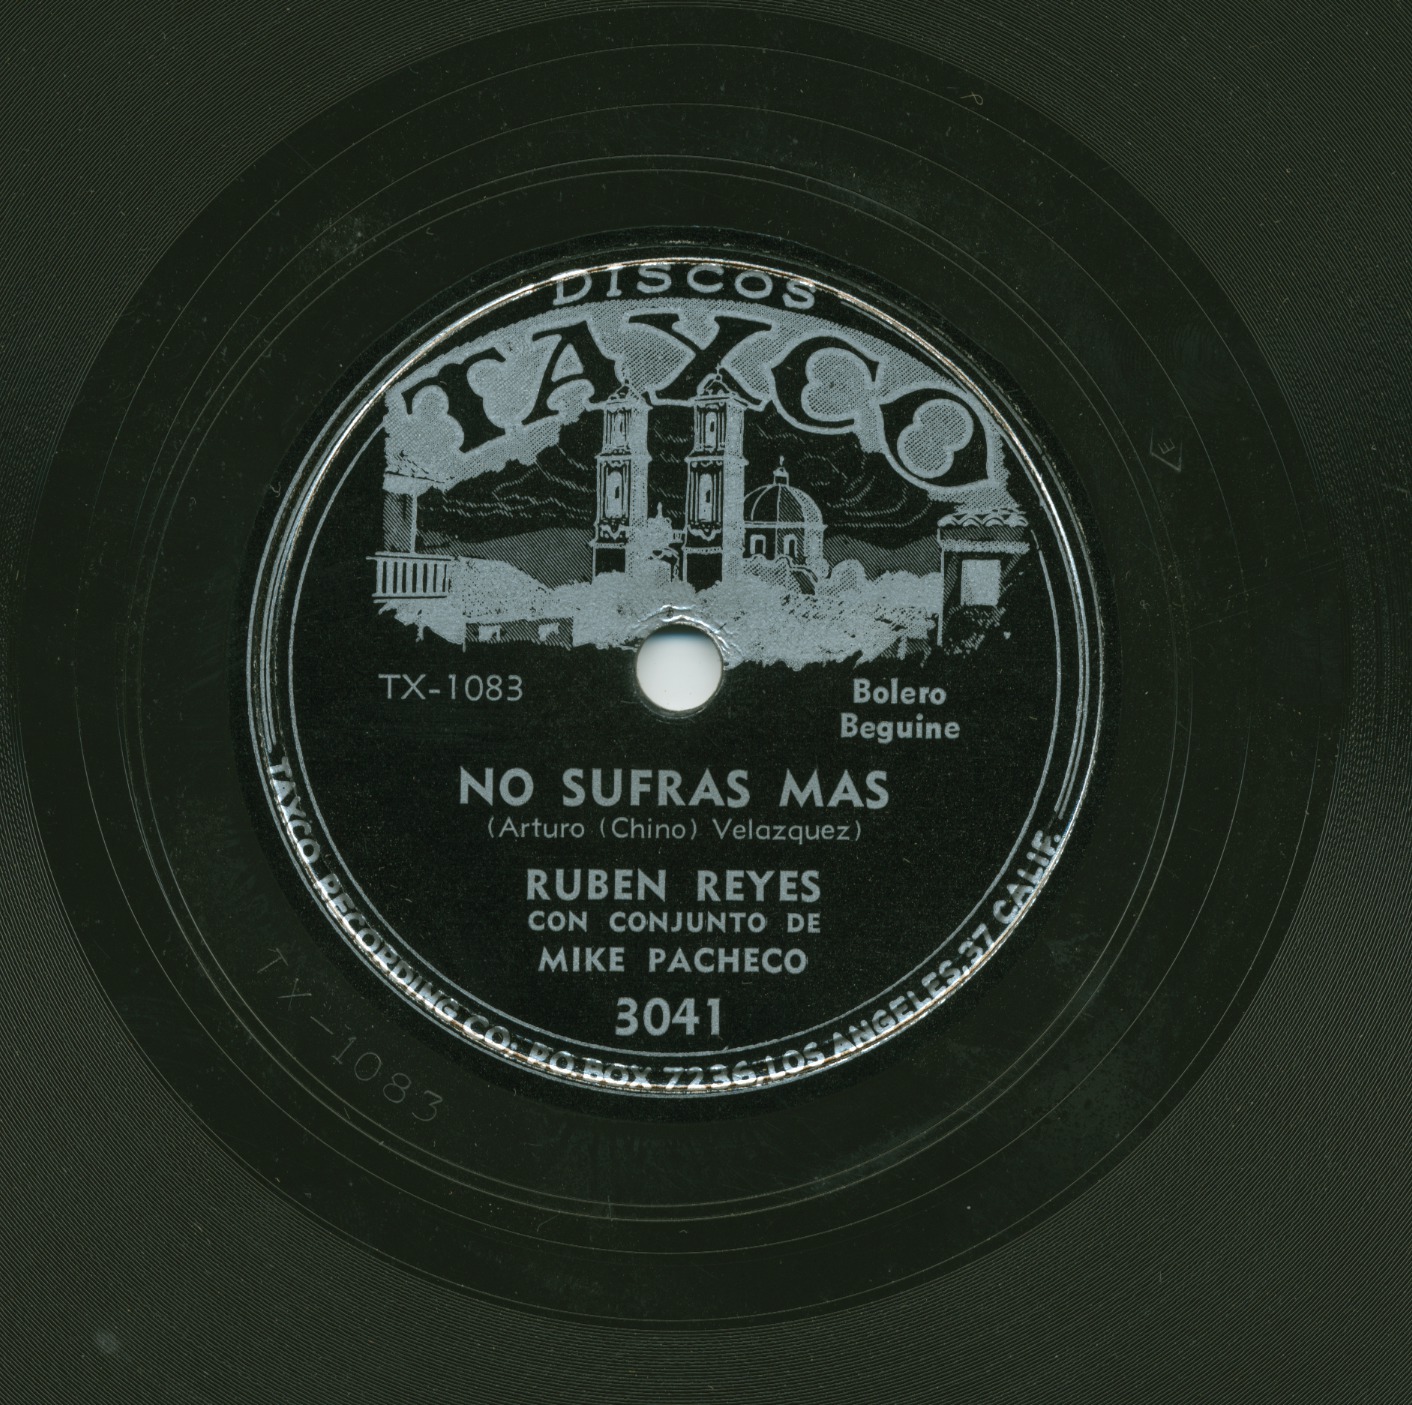 DISCOS
TAXCO
TX-1083
Bolero
Beguine
NO SUFRAS MAS
(Arturo (Chino) Velazquez)
RUBEN REYES
CON CONJUNTO DE
MIKE PACHECO
3041
TAXCO RECORDING CO: P.O. BOX 7236, LOS ANGELES, 37 CALIF.
TX-1083
E